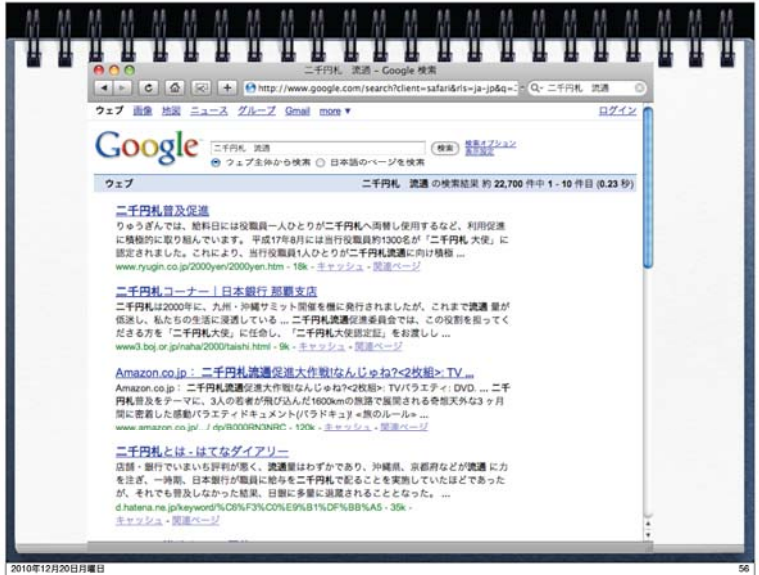 二千円札 流通 – Google 検索
http://www.google.com/search?client=safari&rls=ja-jp&q=
二千円札 流通
ウェブ 画像 地図 ニュース グループ Gmail more ▼ ログイン
Google
二千円札 流通
検索
検索オプション
表示設定
ウェブ全体から検索 日本語のページを検索
ウェブ 二千円札 流通 の検索結果 約 22,700 件中 1 - 10 件目 (0.23 秒)
二千円札普及促進
りゅうぎんでは、給料日には役職員一人ひとりが二千円札へ両替し使用するなど、利用促進
に積極的に取り組んでいます。 平成17年8月には当行役職員約1300名が「二千円札 大使」に
認定されました。これにより、当行役職員1人ひとりが二千円札流通に向け積極 ...
www.ryugin.co.jp/2000yen/2000yen.htm - 18k - キャッシュ - 関連ページ
二千円札コーナー | 日本銀行 那覇支店
二千円札は2000年に、九州・沖縄サミット開催を機に発行されましたが、これまで流通 量が
低迷し、私たちの生活に浸透している ... 二千円札流通促進委員会では、この役割を担ってく
ださる方を「二千円札大使」に任命し、「二千円札大使認定証」をお渡しし ...
www3.boj.or.jp/naha/2000/taishi.html - 9k - キャッシュ - 関連ページ
Amazon.co.jp： 二千円札流通促進大作戦!なんじゅね?<2枚組>: TV ...
Amazon.co.jp： 二千円札流通促進大作戦!なんじゅね?<2枚組>: TVバラエティ: DVD. ... 二千
円札普及をテーマに、3人の若者が飛び込んだ1600kmの旅路で展開される奇想天外な3ヶ月
間に密着した感動バラエティドキュメント(バラドキュ)! «旅のルール» ...
www.amazon.co.jp/.../ dp/B000RN3NRC - 120k - キャッシュ - 関連ページ
二千円札とは - はてなダイアリー
店舗・銀行でいまいち評判が悪く、流通量はわずかであり、沖縄県、京都府などが流通 に力
を注ぎ、一時期、日本銀行が職員に給与を二千円札で配ることを実施していたほどであった
が、それでも普及しなかった結果、日銀に多量に退蔵されることとなった。 ...
d.hatena.ne.jp/keyword/%C6%F3%C0%E9%B1%DF%BB%A5 - 35k -
キャッシュ - 関連ページ
2010年12月20日月曜日 56